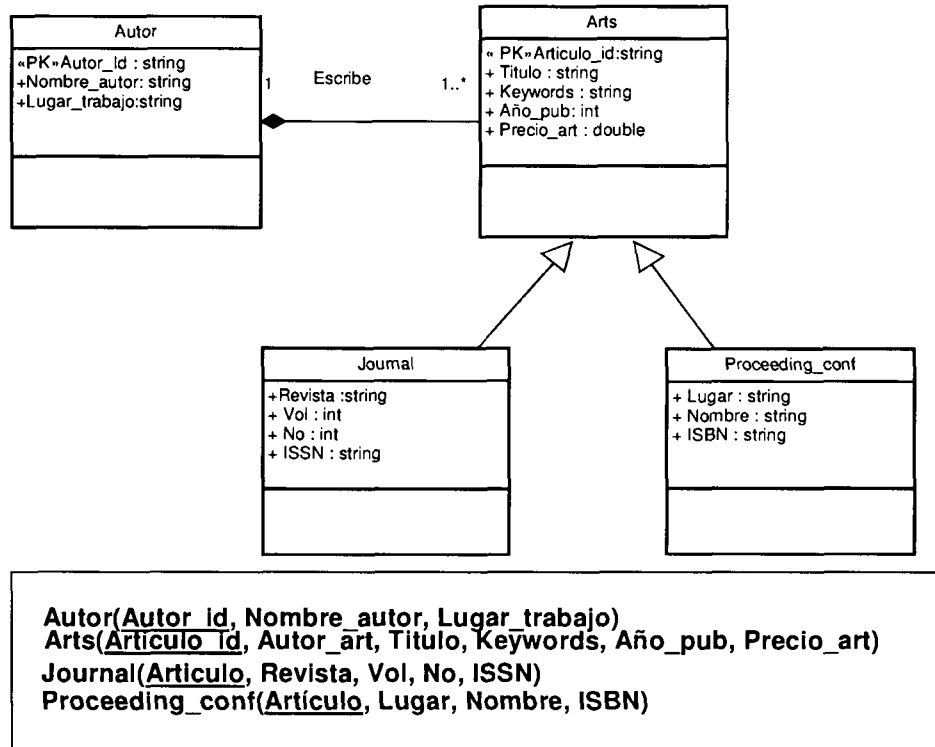 Autor
«PK»Autor_Id : string
+Nombre_autor: string
+Lugar_trabajo:string
1
Escribe
1..*
Arts
« PK»Articulo_id:string
+ Titulo : string
+ Keywords : string
+ Año_pub: int
+ Precio_art : double
Journal
+Revista :string
+ Vol : int
+ No : int
+ ISSN : string
Proceeding_conf
+ Lugar : string
+ Nombre : string
+ ISBN : string
Autor(Autor_id, Nombre_autor, Lugar_trabajo)
Arts(Articulo_id, Autor_art, Titulo, Keywords, Año_pub, Precio_art)
Journal(Articulo, Revista, Vol, No, ISSN)
Proceeding_conf(Artículo, Lugar, Nombre, ISBN)